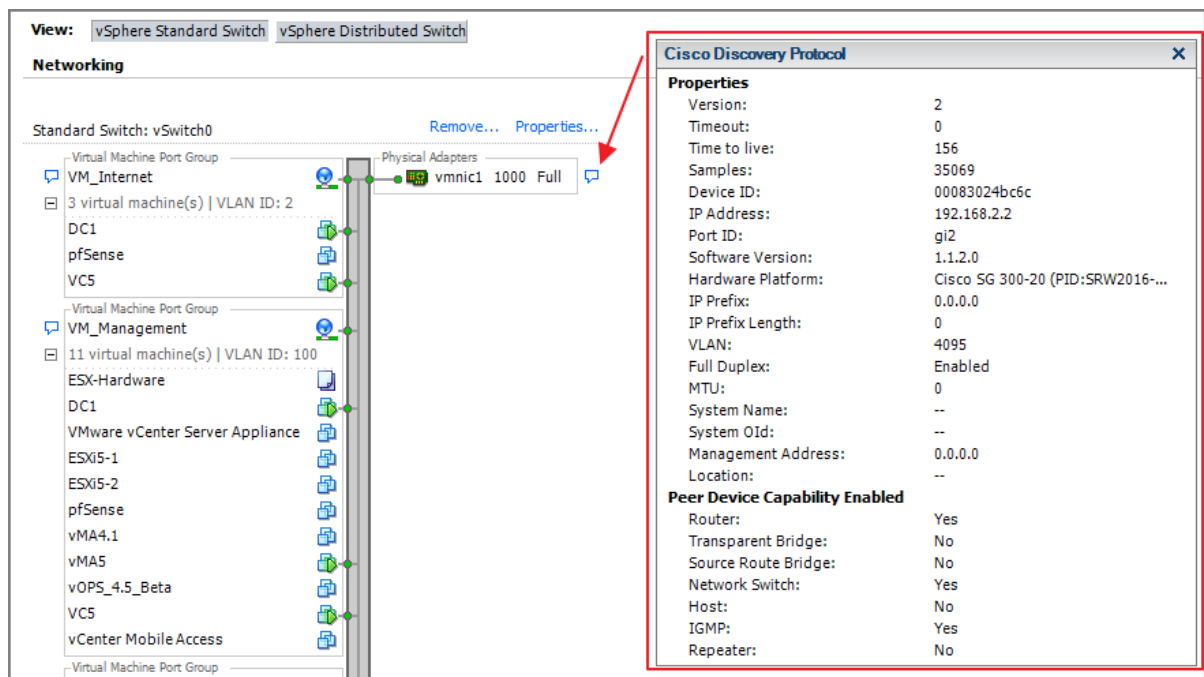 View: vSphere Standard Switch vSphere Distributed Switch
Networking
Standard Switch: vSwitch0 Remove... Properties...
Virtual Machine Port Group
VM_Internet
3 virtual machine(s) | VLAN ID: 2
DC1
pfSense
VC5
Physical Adapters
vmnic1 1000 Full
Virtual Machine Port Group
VM_Management
11 virtual machine(s) | VLAN ID: 100
ESX-Hardware
DC1
VMware vCenter Server Appliance
ESXi5-1
ESXi5-2
pfSense
vMA4.1
vMA5
vOPS_4.5_Beta
VC5
vCenter Mobile Access
Virtual Machine Port Group
Cisco Discovery Protocol
Properties
Version: 2
Timeout: 0
Time to live: 156
Samples: 35069
Device ID: 00083024bc6c
IP Address: 192.168.2.2
Port ID: gi2
Software Version: 1.1.2.0
Hardware Platform: Cisco SG 300-20 (PID:SRW2016-...
IP Prefix: 0.0.0.0
IP Prefix Length: 0
VLAN: 4095
Full Duplex: Enabled
MTU: 0
System Name: --
System OId: --
Management Address: 0.0.0.0
Location: --
Peer Device Capability Enabled
Router: Yes
Transparent Bridge: No
Source Route Bridge: No
Network Switch: Yes
Host: No
IGMP: Yes
Repeater: No